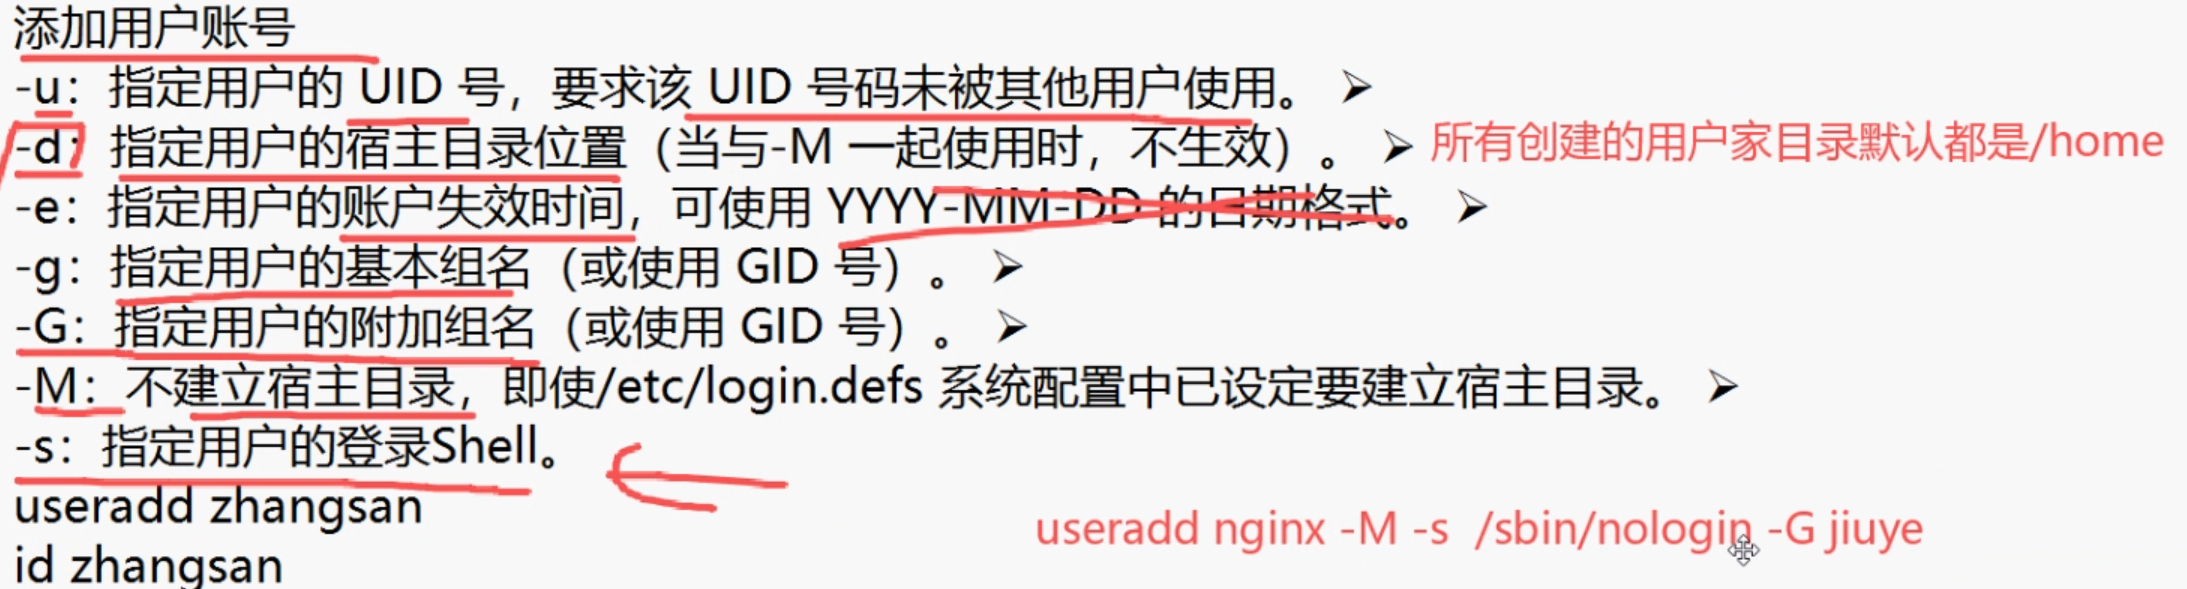 添加用户账号
-u：指定用户的 UID 号，要求该 UID 号码未被其他用户使用。 ➢
-d：指定用户的宿主目录位置（当与-M 一起使用时，不生效）。 ➢ 所有创建的用户家目录默认都是/home
-e：指定用户的账户失效时间，可使用 YYYY-MM-DD 的日期格式。 ➢
-g：指定用户的基本组名（或使用 GID 号）。 ➢
-G：指定用户的附加组名（或使用 GID 号）。 ➢
-M：不建立宿主目录，即使/etc/login.defs 系统配置中已设定要建立宿主目录。 ➢
-s：指定用户的登录Shell。
useradd zhangsan
useradd nginx -M -s /sbin/nologin -G jiuye
id zhangsan